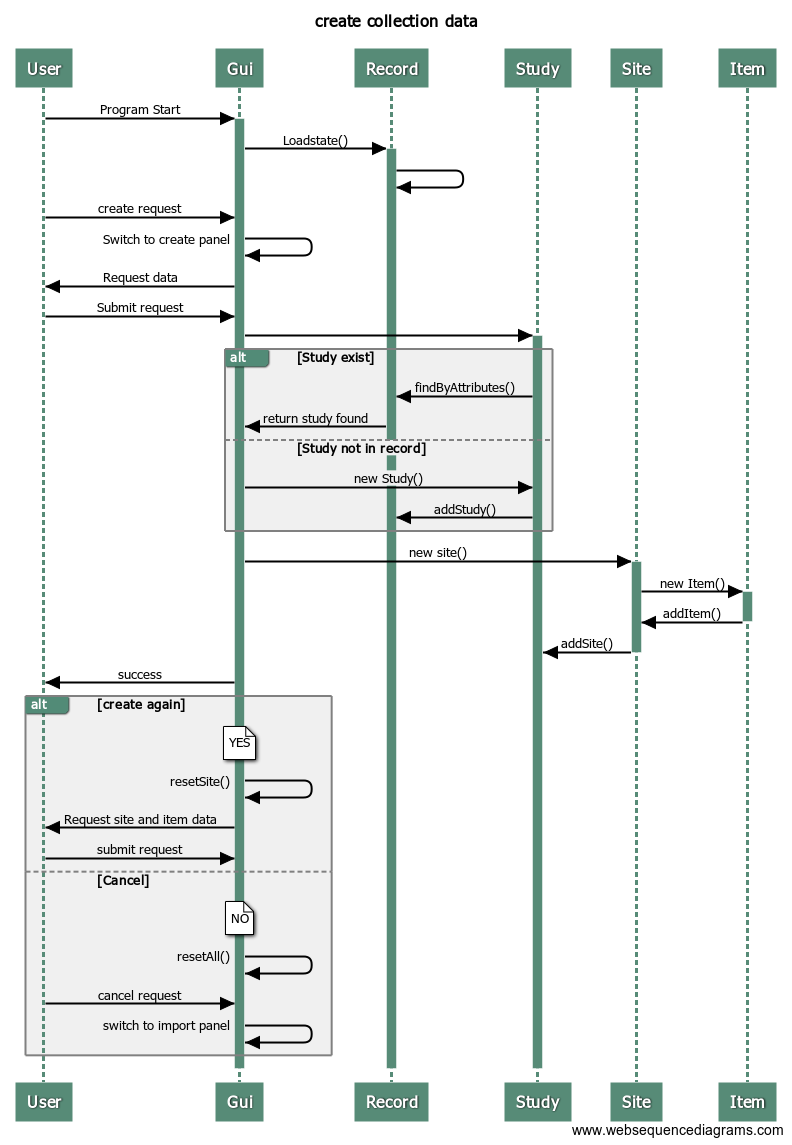 create collection data
User Gui Record Study Site Item
Program Start
Loadstate()
create request
Switch to create panel
Request data
Submit request
alt [Study exist]
findByAttributes()
return study found
[Study not in record]
new Study()
addStudy()
new site()
new Item()
addItem()
addSite()
success
alt [create again]
YES
resetSite()
Request site and item data
submit request
[Cancel]
NO
resetAll()
cancel request
switch to import panel
User Gui Record Study Site Item
www.websequencediagrams.com